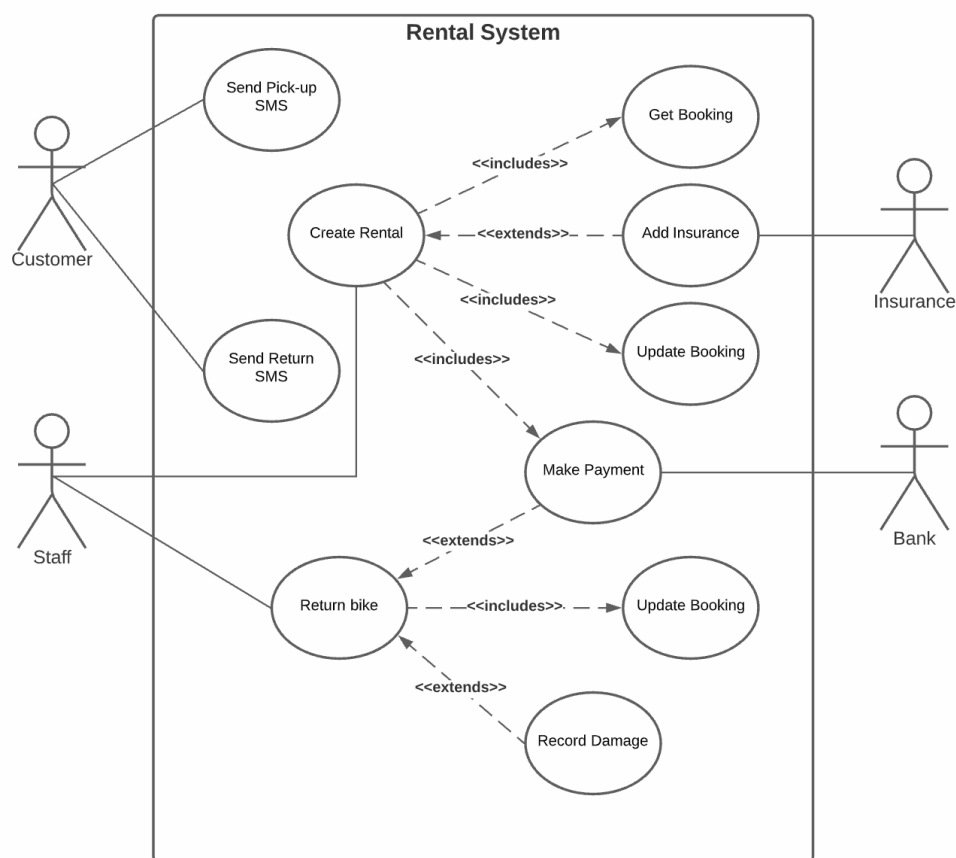 Rental System
Send Pick-up
SMS
Get Booking
<<includes>>
Customer
Create Rental
<<extends>>
Add Insurance
Insurance
<<includes>>
Send Return
SMS
<<includes>>
Update Booking
Staff
Make Payment
Bank
<<extends>>
Return bike
<<includes>>
Update Booking
<<extends>>
Record Damage